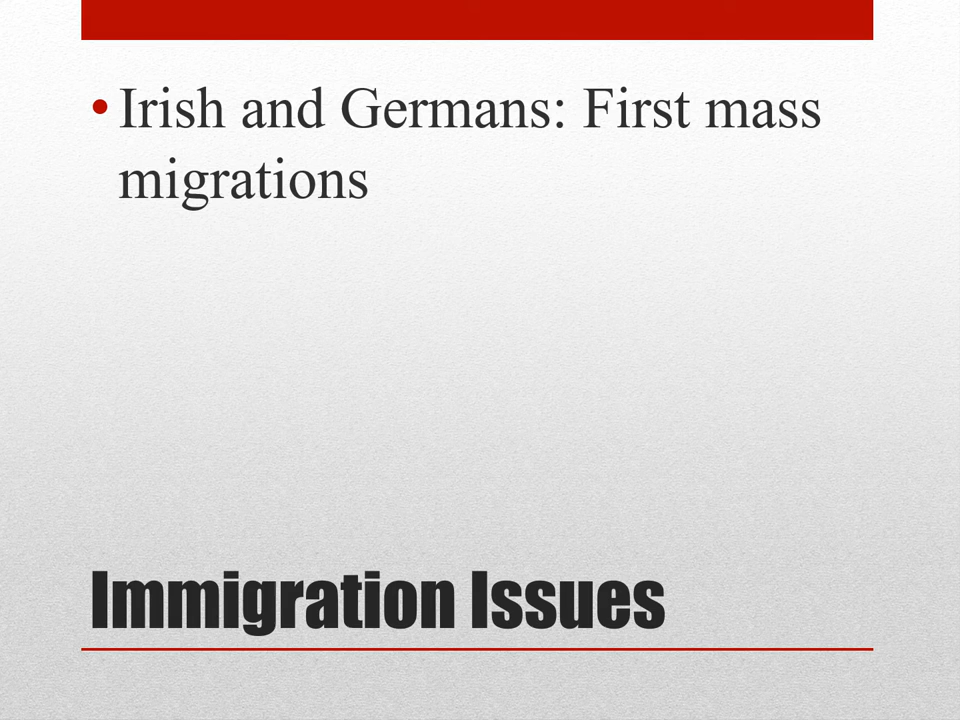 • Irish and Germans: First mass
migrations
Immigration Issues